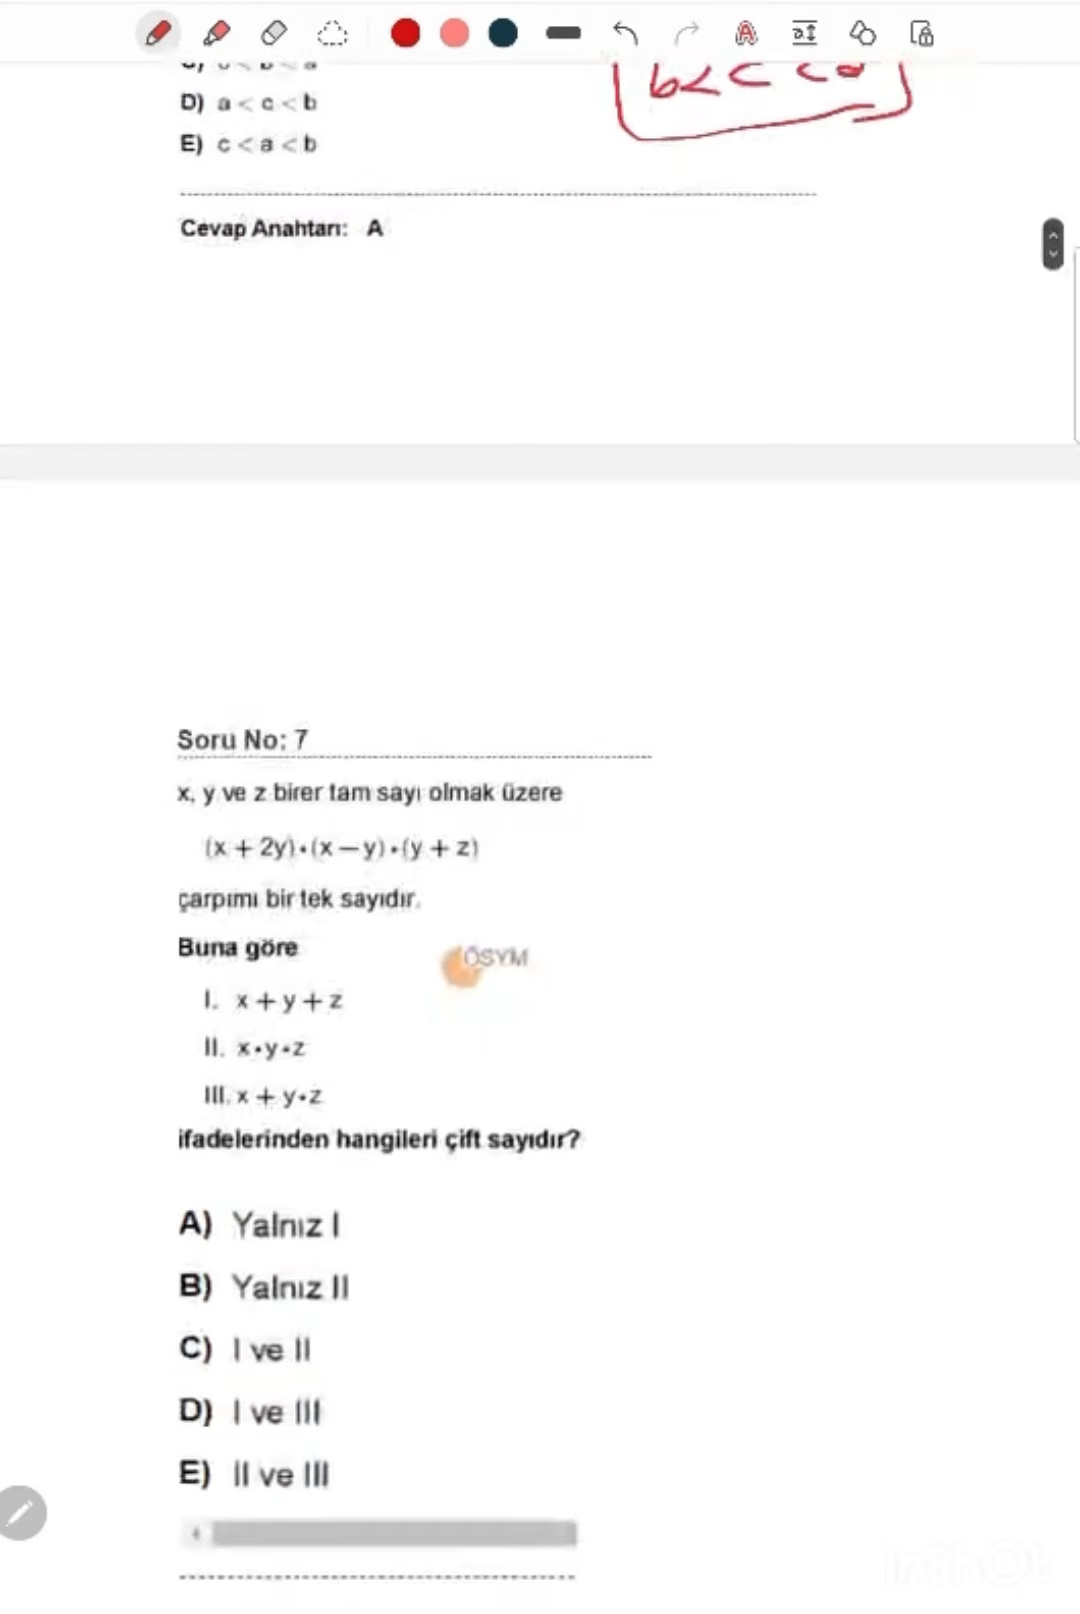 b<c<a
D) a < c < b
E) c < a < b
Cevap Anahtarı: A
Soru No: 7
x, y ve z birer tam sayı olmak üzere
(x + 2y)•(x – y)•(y + z)
çarpımı bir tek sayıdır.
Buna göre
ÖSYM
I. x + y + z
II. x•y•z
III. x + y•z
ifadelerinden hangileri çift sayıdır?
A) Yalnız I
B) Yalnız II
C) I ve II
D) I ve III
E) II ve III